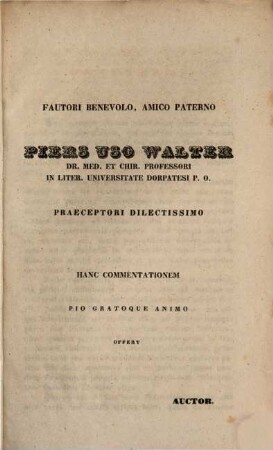 FAUTORI BENEVOLO, AMICO PATERNO
PIERS USO WALTER
DR. MED. ET CHIR. PROFESSORI
IN LITER. UNIVERSITATE DORPATESI P. O.
PRAECEPTORI DILECTISSIMO
HANC COMMENTATIONEM
PIO GRATOQUE ANIMO
OFFERT
AUCTOR.